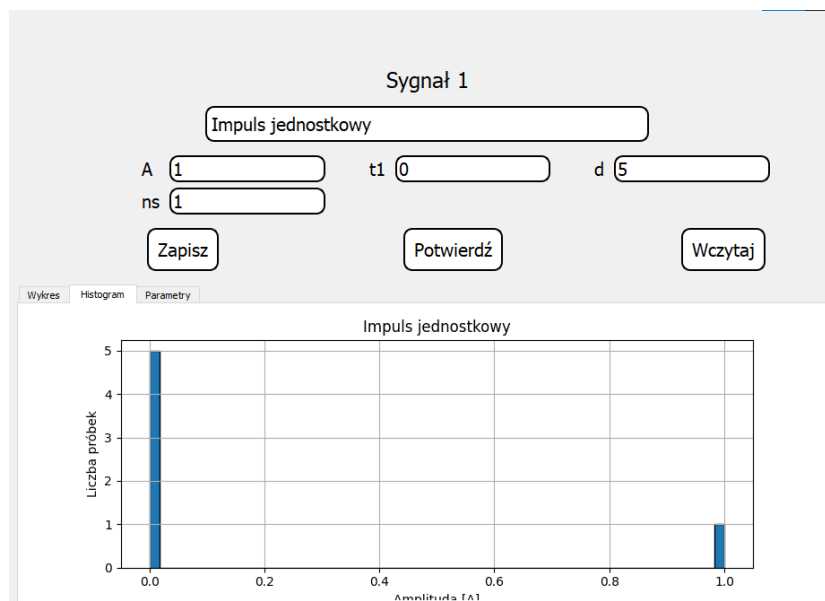 Sygnał 1
Impuls jednostkowy
A 1 t1 0 d 5
ns 1
Zapisz Potwierdź Wczytaj
Wykres Histogram Parametry
Impuls jednostkowy
5
4
3
2
1
0
Liczba próbek
0.0 0.2 0.4 0.6 0.8 1.0
Amplituda [A]